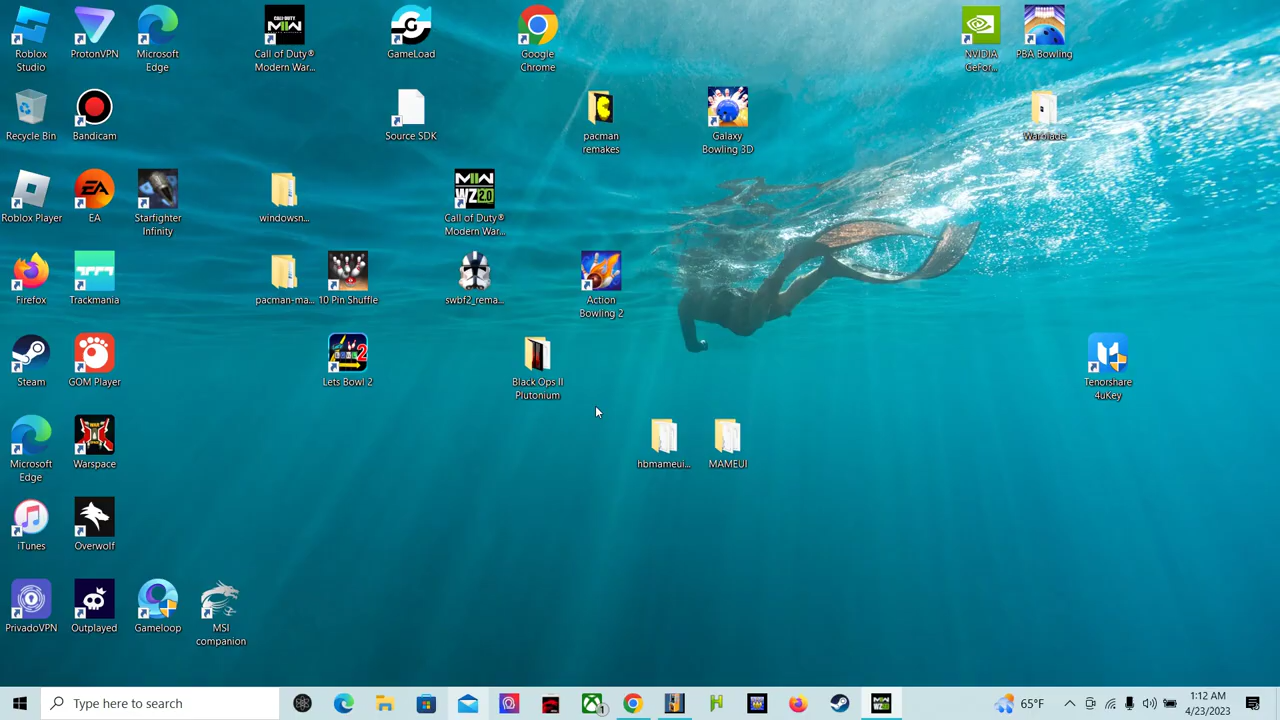 Roblox Studio
ProtonVPN
Microsoft Edge
Call of Duty® Modern War...
GameLoad
Google Chrome
NVIDIA GeFor...
PBA Bowling
Recycle Bin
Bandicam
Source SDK
pacman remakes
Galaxy Bowling 3D
Warblade
Roblox Player
EA
Starfighter Infinity
windowsn...
Call of Duty® Modern War...
Firefox
Trackmania
pacman-ma...
10 Pin Shuffle
swbf2_rema...
Action Bowling 2
Steam
GOM Player
Lets Bowl 2
Black Ops II Plutonium
Tenorshare 4uKey
Microsoft Edge
Warspace
hbmameui...
MAMEUI
iTunes
Overwolf
PrivadoVPN
Outplayed
Gameloop
MSI companion
Type here to search
65°F
1:12 AM
4/23/2023